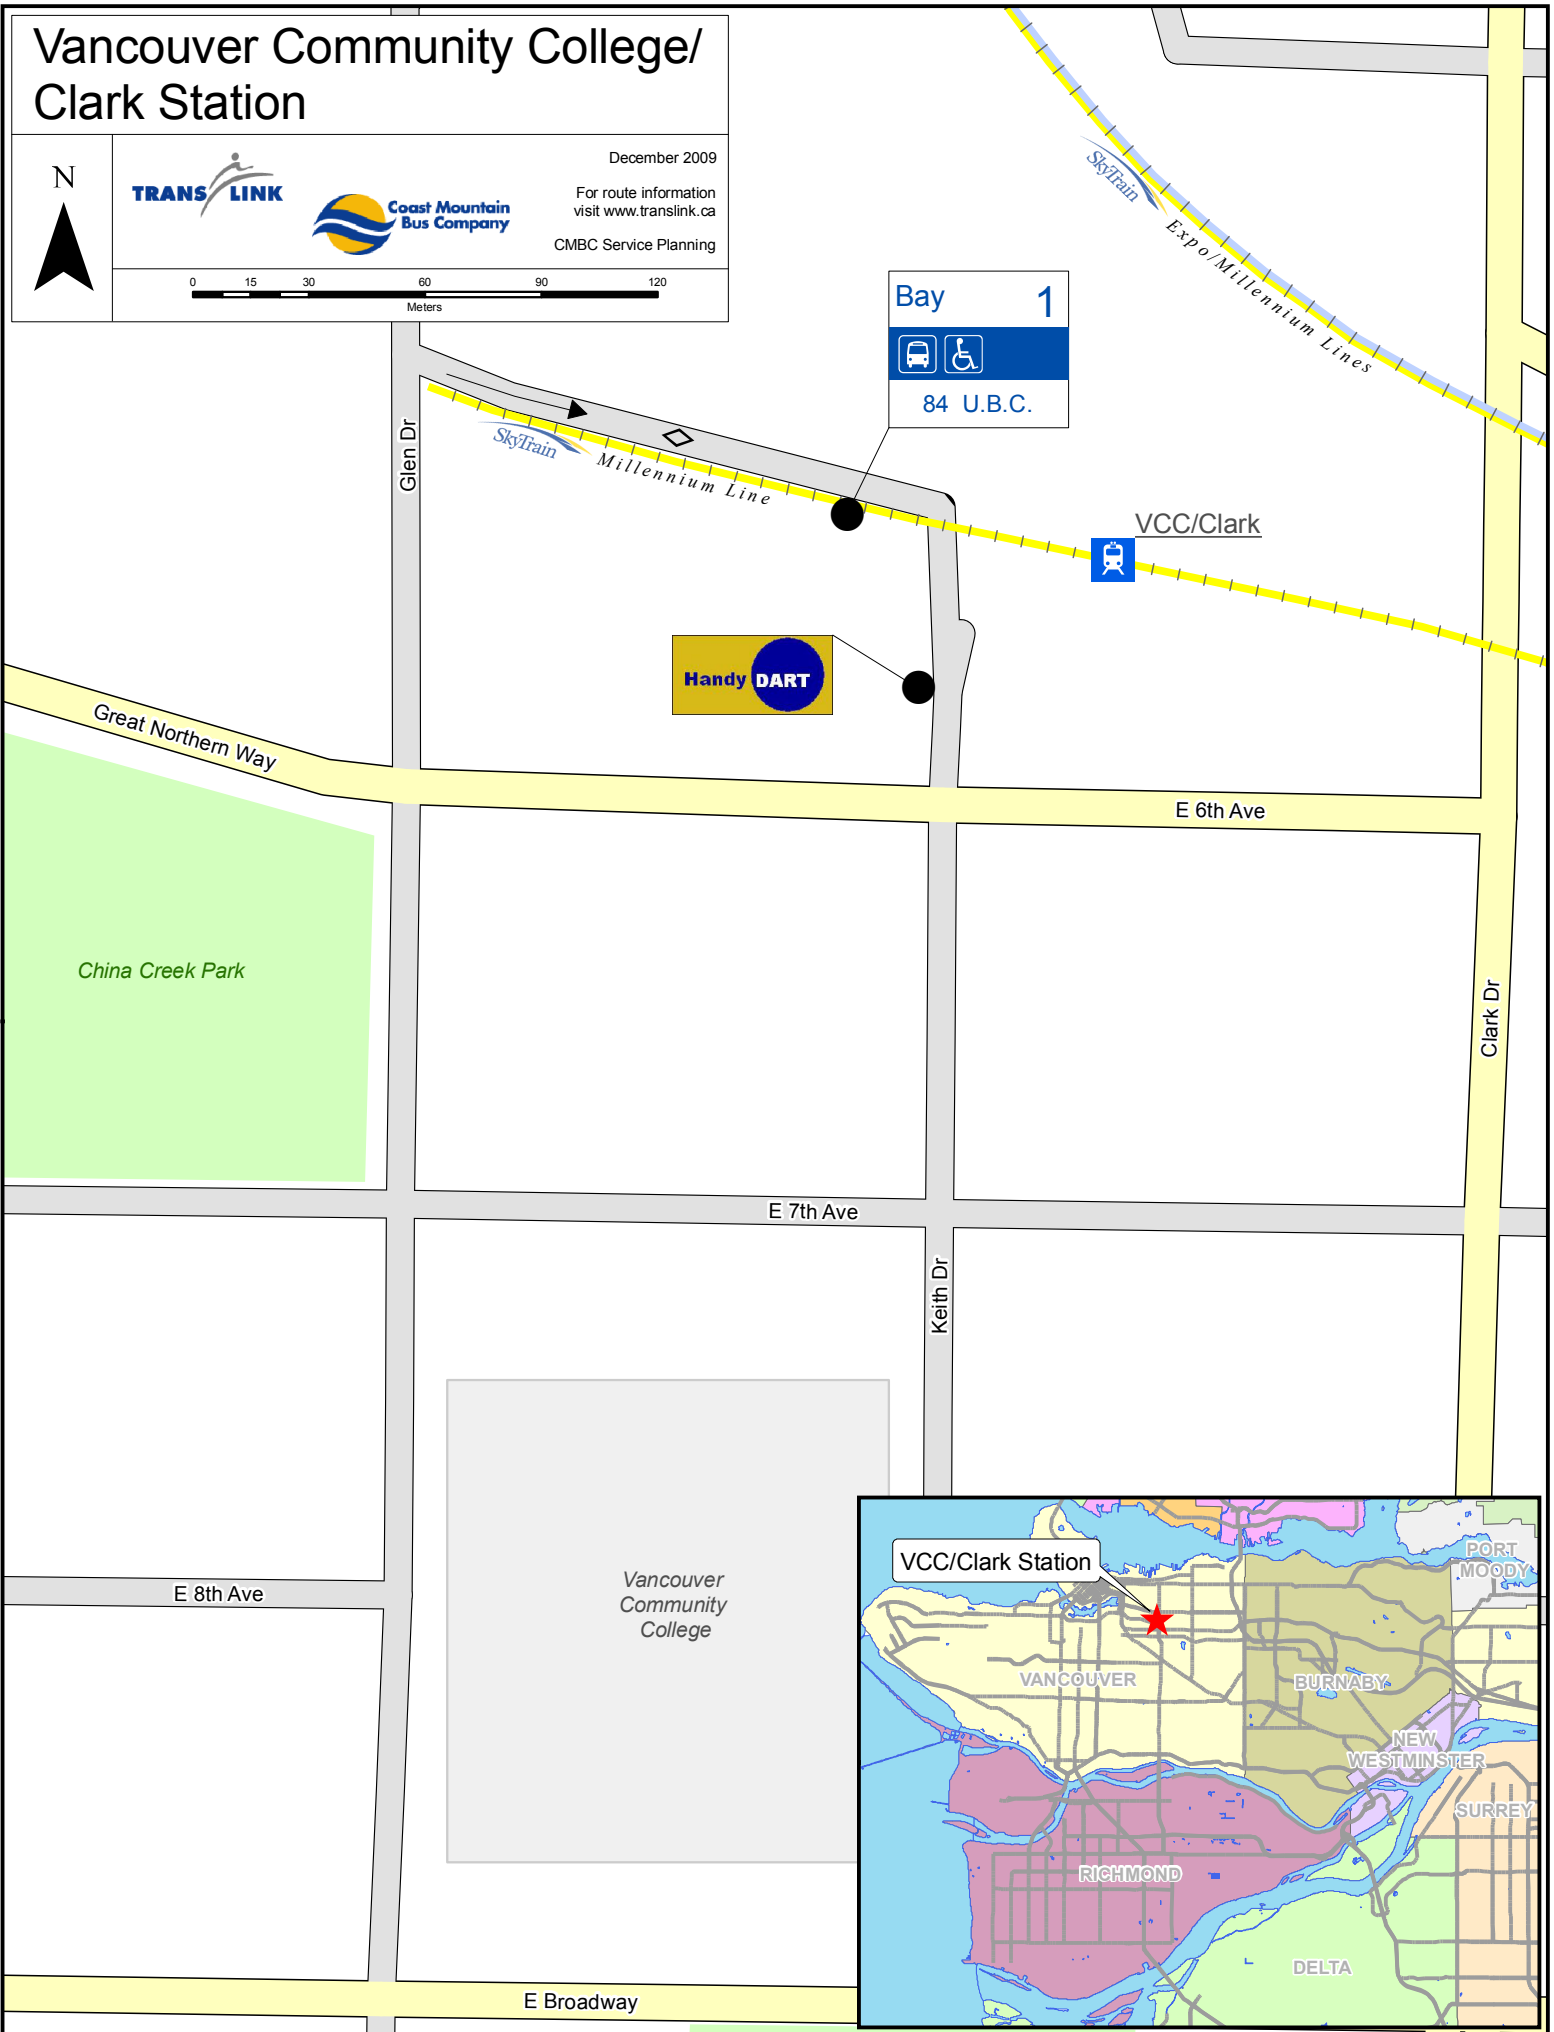 Vancouver Community College/
Clark Station
N
TRANS LINK
Coast Mountain
Bus Company
December 2009
For route information
visit www.translink.ca
CMBC Service Planning
0 15 30 60 90 120
Meters
SkyTrain
Expo/Millennium Lines
Bay 1
84 U.B.C.
Glen Dr
SkyTrain
Millennium Line
VCC/Clark
Handy DART
Great Northern Way
E 6th Ave
China Creek Park
Clark Dr
E 7th Ave
Keith Dr
E 8th Ave
Vancouver
Community
College
E Broadway
VCC/Clark Station
PORT
MOODY
VANCOUVER
BURNABY
NEW
WESTMINSTER
SURREY
RICHMOND
DELTA